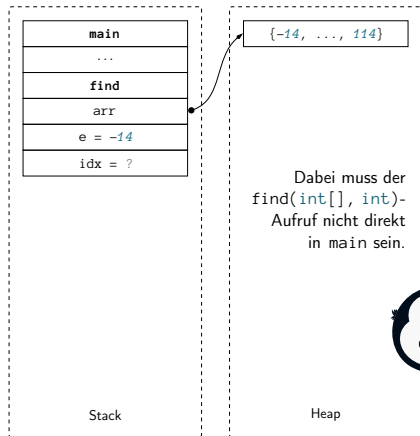 main
...
find
arr
e = -14
idx = ?
{-14, ..., 114}
Dabei muss der
find(int[], int)-
Aufruf nicht direkt
in main sein.
Stack
Heap